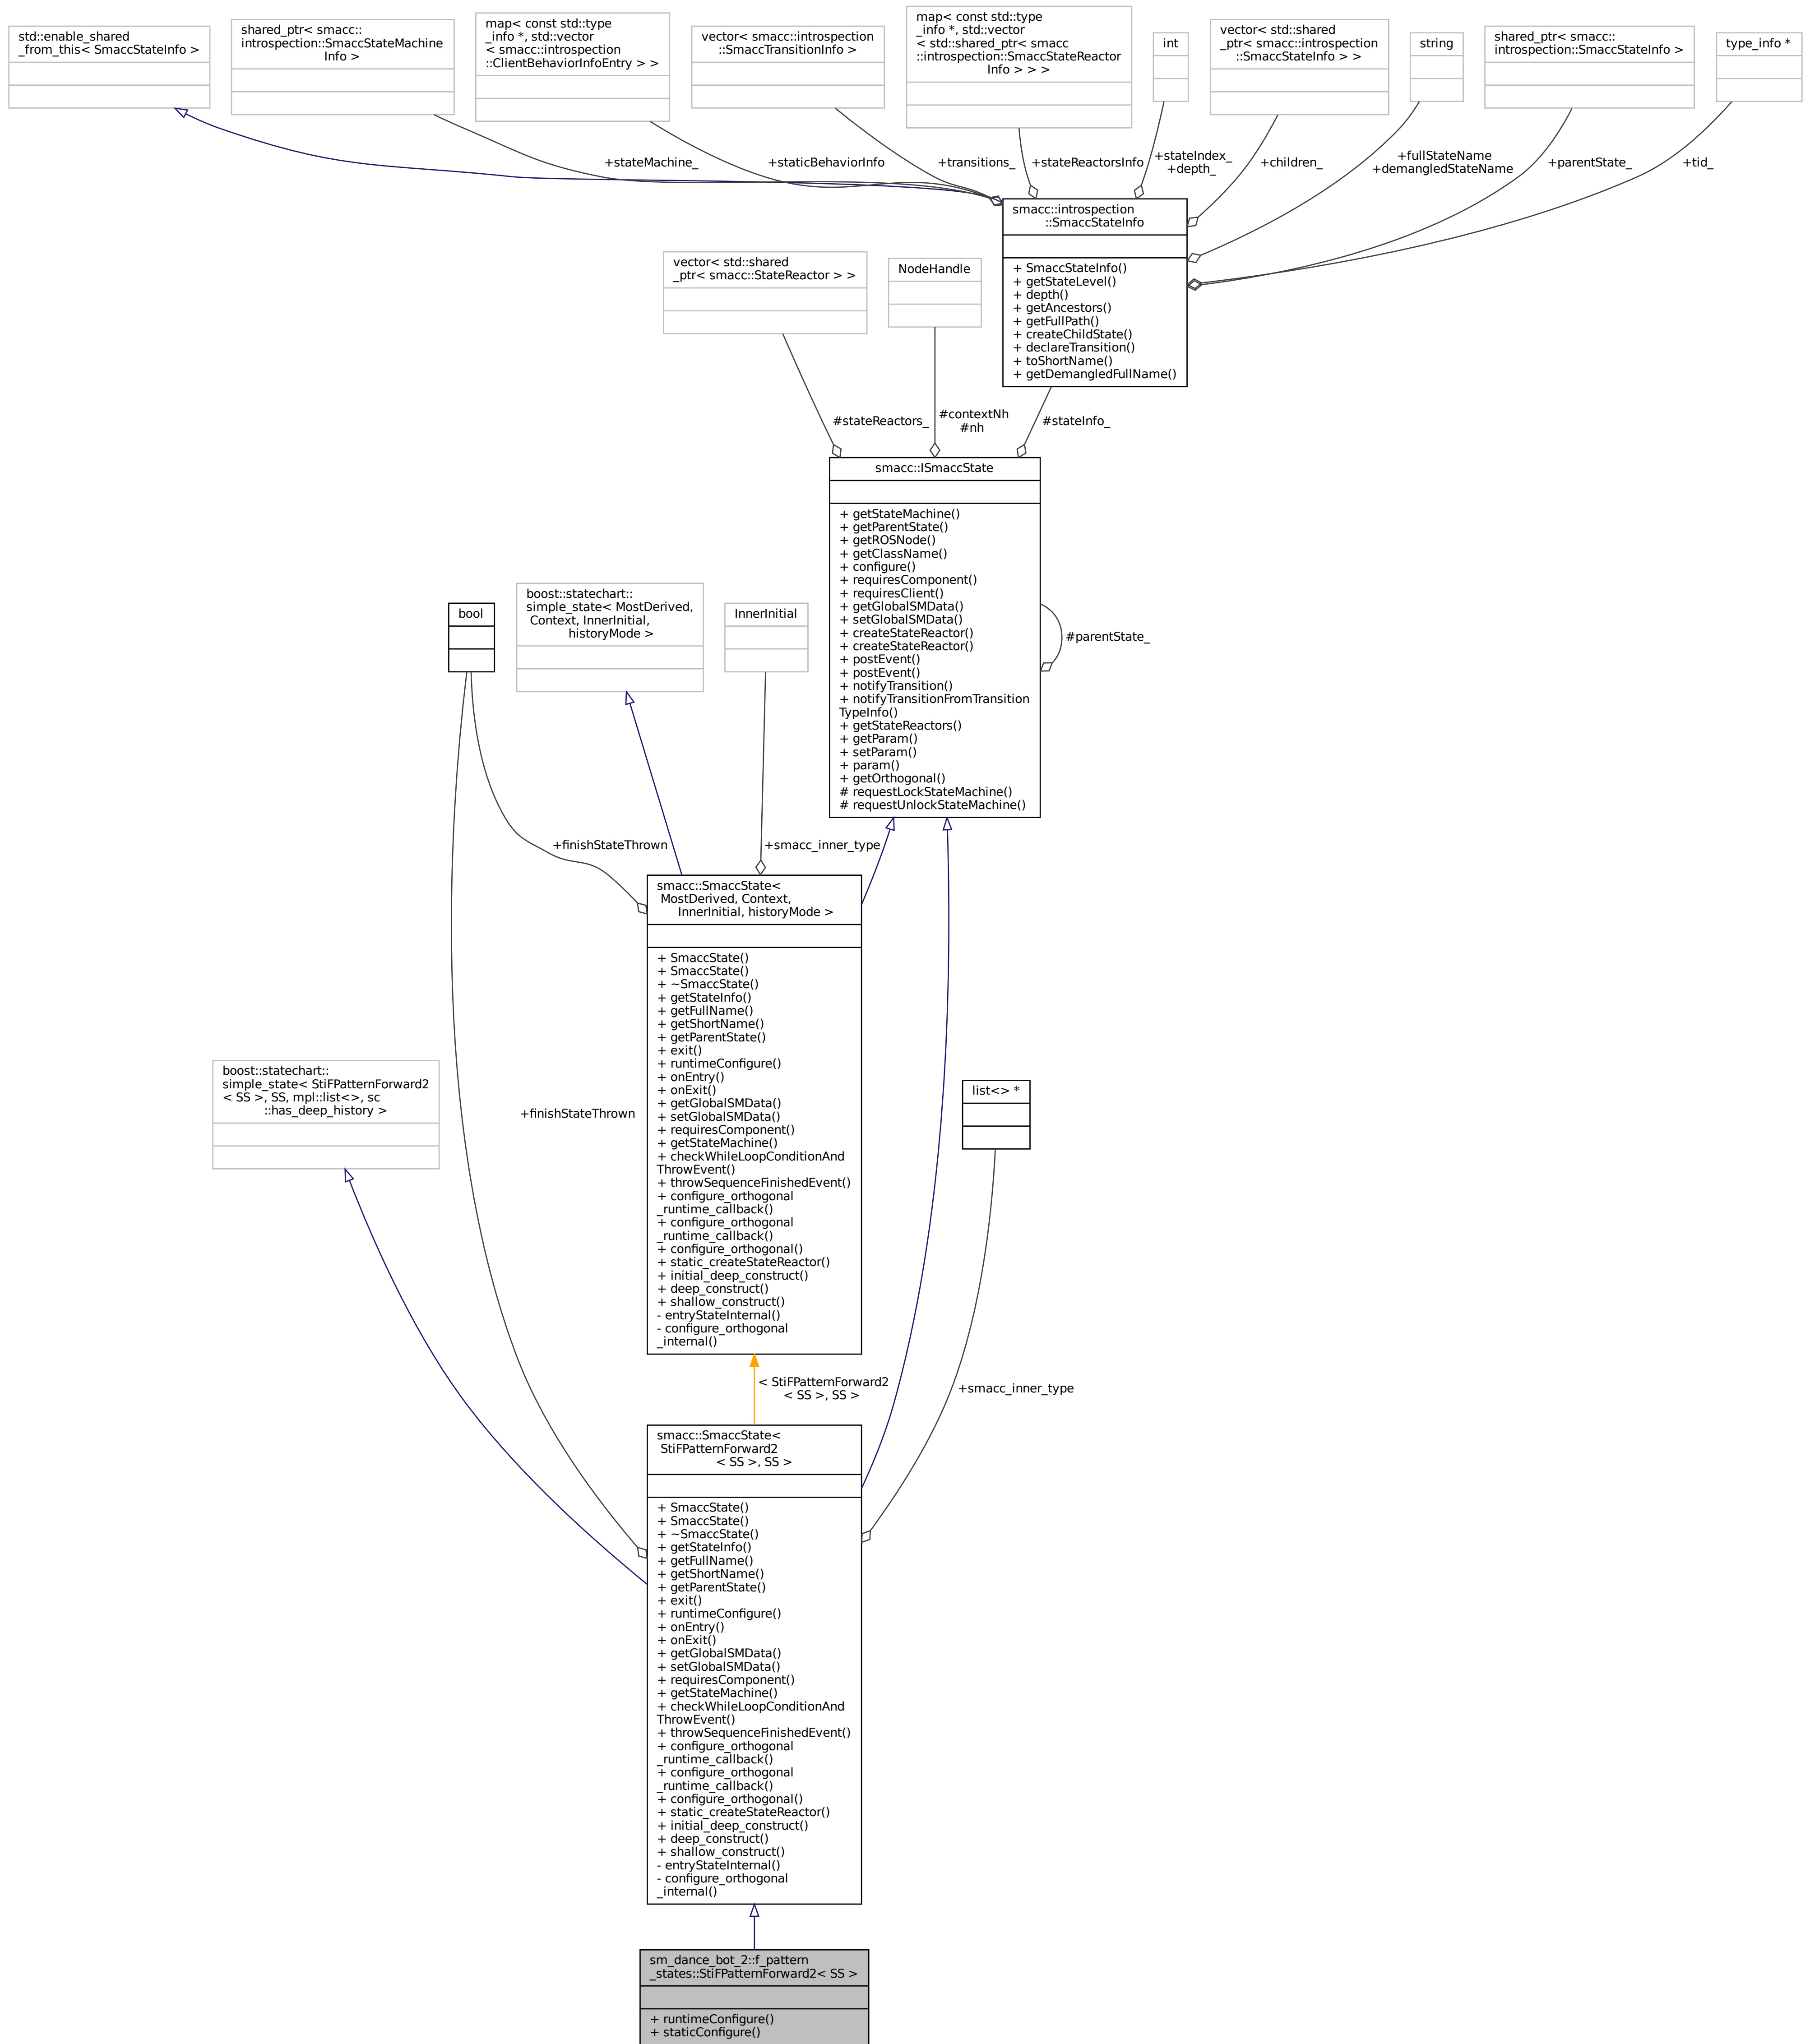 std::enable_shared
_from_this< SmaccStateInfo >
shared_ptr< smacc::
introspection::SmaccStateMachine
Info >
map< const std::type
_info *, std::vector
< smacc::introspection
::ClientBehaviorInfoEntry > >
vector< smacc::introspection
::SmaccTransitionInfo >
map< const std::type
_info *, std::vector
< std::shared_ptr< smacc
::introspection::SmaccStateReactor
Info > > >
int
vector< std::shared
_ptr< smacc::introspection
::SmaccStateInfo > >
string
shared_ptr< smacc::
introspection::SmaccStateInfo >
type_info *
+stateMachine_
+staticBehaviorInfo
+transitions_
+stateReactorsInfo
+stateIndex_
+depth_
+children_
+fullStateName
+demangledStateName
+parentState_
+tid_
smacc::introspection
::SmaccStateInfo
+ SmaccStateInfo()
+ getStateLevel()
+ depth()
+ getAncestors()
+ getFullPath()
+ createChildState()
+ declareTransition()
+ toShortName()
+ getDemangledFullName()
vector< std::shared
_ptr< smacc::StateReactor > >
NodeHandle
#stateReactors_
#contextNh
#nh
#stateInfo_
smacc::ISmaccState
+ getStateMachine()
+ getParentState()
+ getROSNode()
+ getClassName()
+ configure()
+ requiresComponent()
+ requiresClient()
+ getGlobalSMData()
+ setGlobalSMData()
+ createStateReactor()
+ createStateReactor()
+ postEvent()
+ postEvent()
+ notifyTransition()
+ notifyTransitionFromTransition
TypeInfo()
+ getStateReactors()
+ getParam()
+ setParam()
+ param()
+ getOrthogonal()
# requestLockStateMachine()
# requestUnlockStateMachine()
#parentState_
bool
boost::statechart::
simple_state< MostDerived,
Context, InnerInitial,
historyMode >
InnerInitial
+finishStateThrown
+smacc_inner_type
smacc::SmaccState<
MostDerived, Context,
InnerInitial, historyMode >
+ SmaccState()
+ SmaccState()
+ ~SmaccState()
+ getStateInfo()
+ getFullName()
+ getShortName()
+ getParentState()
+ exit()
+ runtimeConfigure()
+ onEntry()
+ onExit()
+ getGlobalSMData()
+ setGlobalSMData()
+ requiresComponent()
+ getStateMachine()
+ checkWhileLoopConditionAnd
ThrowEvent()
+ throwSequenceFinishedEvent()
+ configure_orthogonal
_runtime_callback()
+ configure_orthogonal
_runtime_callback()
+ configure_orthogonal()
+ static_createStateReactor()
+ initial_deep_construct()
+ deep_construct()
+ shallow_construct()
- entryStateInternal()
- configure_orthogonal
_internal()
boost::statechart::
simple_state< StiFPatternForward2
< SS >, SS, mpl::list<>, sc
::has_deep_history >
+finishStateThrown
list<> *
< StiFPatternForward2
< SS >, SS >
+smacc_inner_type
smacc::SmaccState<
StiFPatternForward2
< SS >, SS >
+ SmaccState()
+ SmaccState()
+ ~SmaccState()
+ getStateInfo()
+ getFullName()
+ getShortName()
+ getParentState()
+ exit()
+ runtimeConfigure()
+ onEntry()
+ onExit()
+ getGlobalSMData()
+ setGlobalSMData()
+ requiresComponent()
+ getStateMachine()
+ checkWhileLoopConditionAnd
ThrowEvent()
+ throwSequenceFinishedEvent()
+ configure_orthogonal
_runtime_callback()
+ configure_orthogonal
_runtime_callback()
+ configure_orthogonal()
+ static_createStateReactor()
+ initial_deep_construct()
+ deep_construct()
+ shallow_construct()
- entryStateInternal()
- configure_orthogonal
_internal()
sm_dance_bot_2::f_pattern
_states::StiFPatternForward2< SS >
+ runtimeConfigure()
+ staticConfigure()